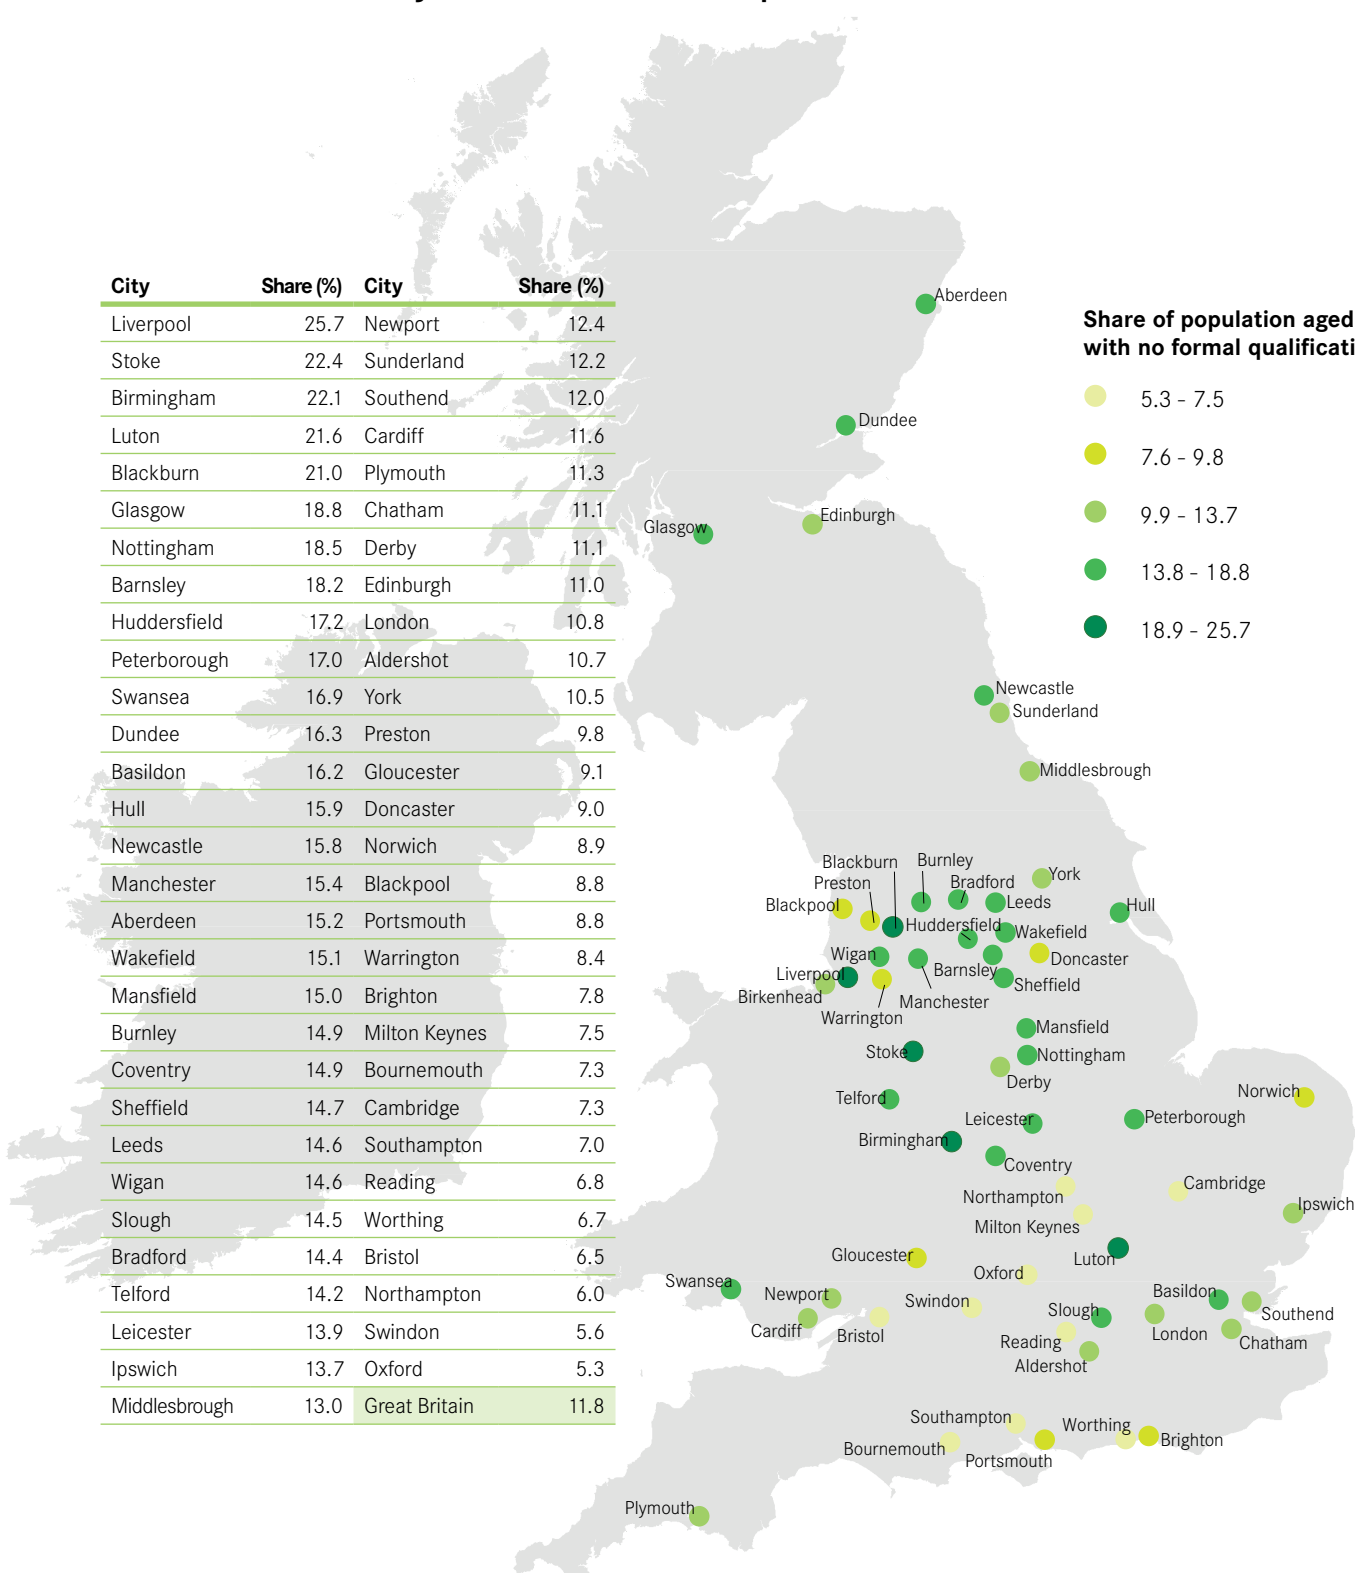 City Share (%) City Share (%)
Liverpool 25.7 Newport 12.4
Stoke 22.4 Sunderland 12.2
Birmingham 22.1 Southend 12.0
Luton 21.6 Cardiff 11.6
Blackburn 21.0 Plymouth 11.3
Glasgow 18.8 Chatham 11.1
Nottingham 18.5 Derby 11.1
Barnsley 18.2 Edinburgh 11.0
Huddersfield 17.2 London 10.8
Peterborough 17.0 Aldershot 10.7
Swansea 16.9 York 10.5
Dundee 16.3 Preston 9.8
Basildon 16.2 Gloucester 9.1
Hull 15.9 Doncaster 9.0
Newcastle 15.8 Norwich 8.9
Manchester 15.4 Blackpool 8.8
Aberdeen 15.2 Portsmouth 8.8
Wakefield 15.1 Warrington 8.4
Mansfield 15.0 Brighton 7.8
Burnley 14.9 Milton Keynes 7.5
Coventry 14.9 Bournemouth 7.3
Sheffield 14.7 Cambridge 7.3
Leeds 14.6 Southampton 7.0
Wigan 14.6 Reading 6.8
Slough 14.5 Worthing 6.7
Bradford 14.4 Bristol 6.5
Telford 14.2 Northampton 6.0
Leicester 13.9 Swindon 5.6
Ipswich 13.7 Oxford 5.3
Middlesbrough 13.0 Great Britain 11.8
Share of population aged
with no formal qualificati
5.3 - 7.5
7.6 - 9.8
9.9 - 13.7
13.8 - 18.8
18.9 - 25.7
Aberdeen
Dundee
Edinburgh
Glasgow
Newcastle
Sunderland
Middlesbrough
Blackburn
Burnley
Preston
Bradford
York
Blackpool
Leeds
Hull
Huddersfield
Wakefield
Wigan
Doncaster
Liverpool
Barnsley
Sheffield
Birkenhead
Manchester
Warrington
Mansfield
Stoke
Nottingham
Derby
Telford
Norwich
Leicester
Peterborough
Birmingham
Coventry
Northampton
Cambridge
Ipswich
Milton Keynes
Gloucester
Luton
Oxford
Swansea
Newport
Swindon
Slough
Basildon
Southend
Cardiff
Bristol
Reading
London
Chatham
Aldershot
Southampton
Worthing
Bournemouth
Portsmouth
Brighton
Plymouth